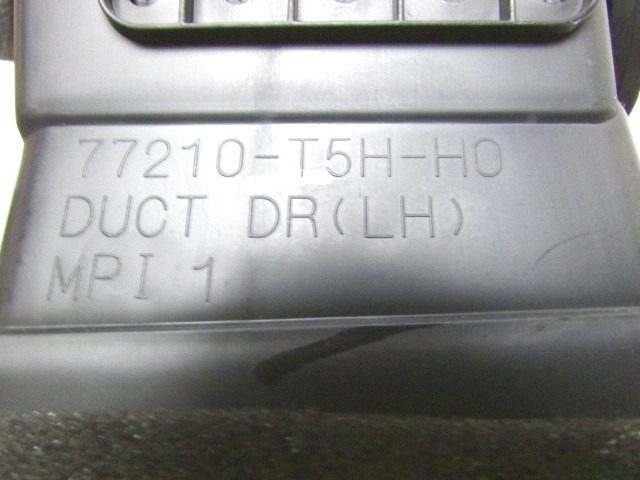 77210-T5H-H0
DUCT DR(LH)
MPI 1